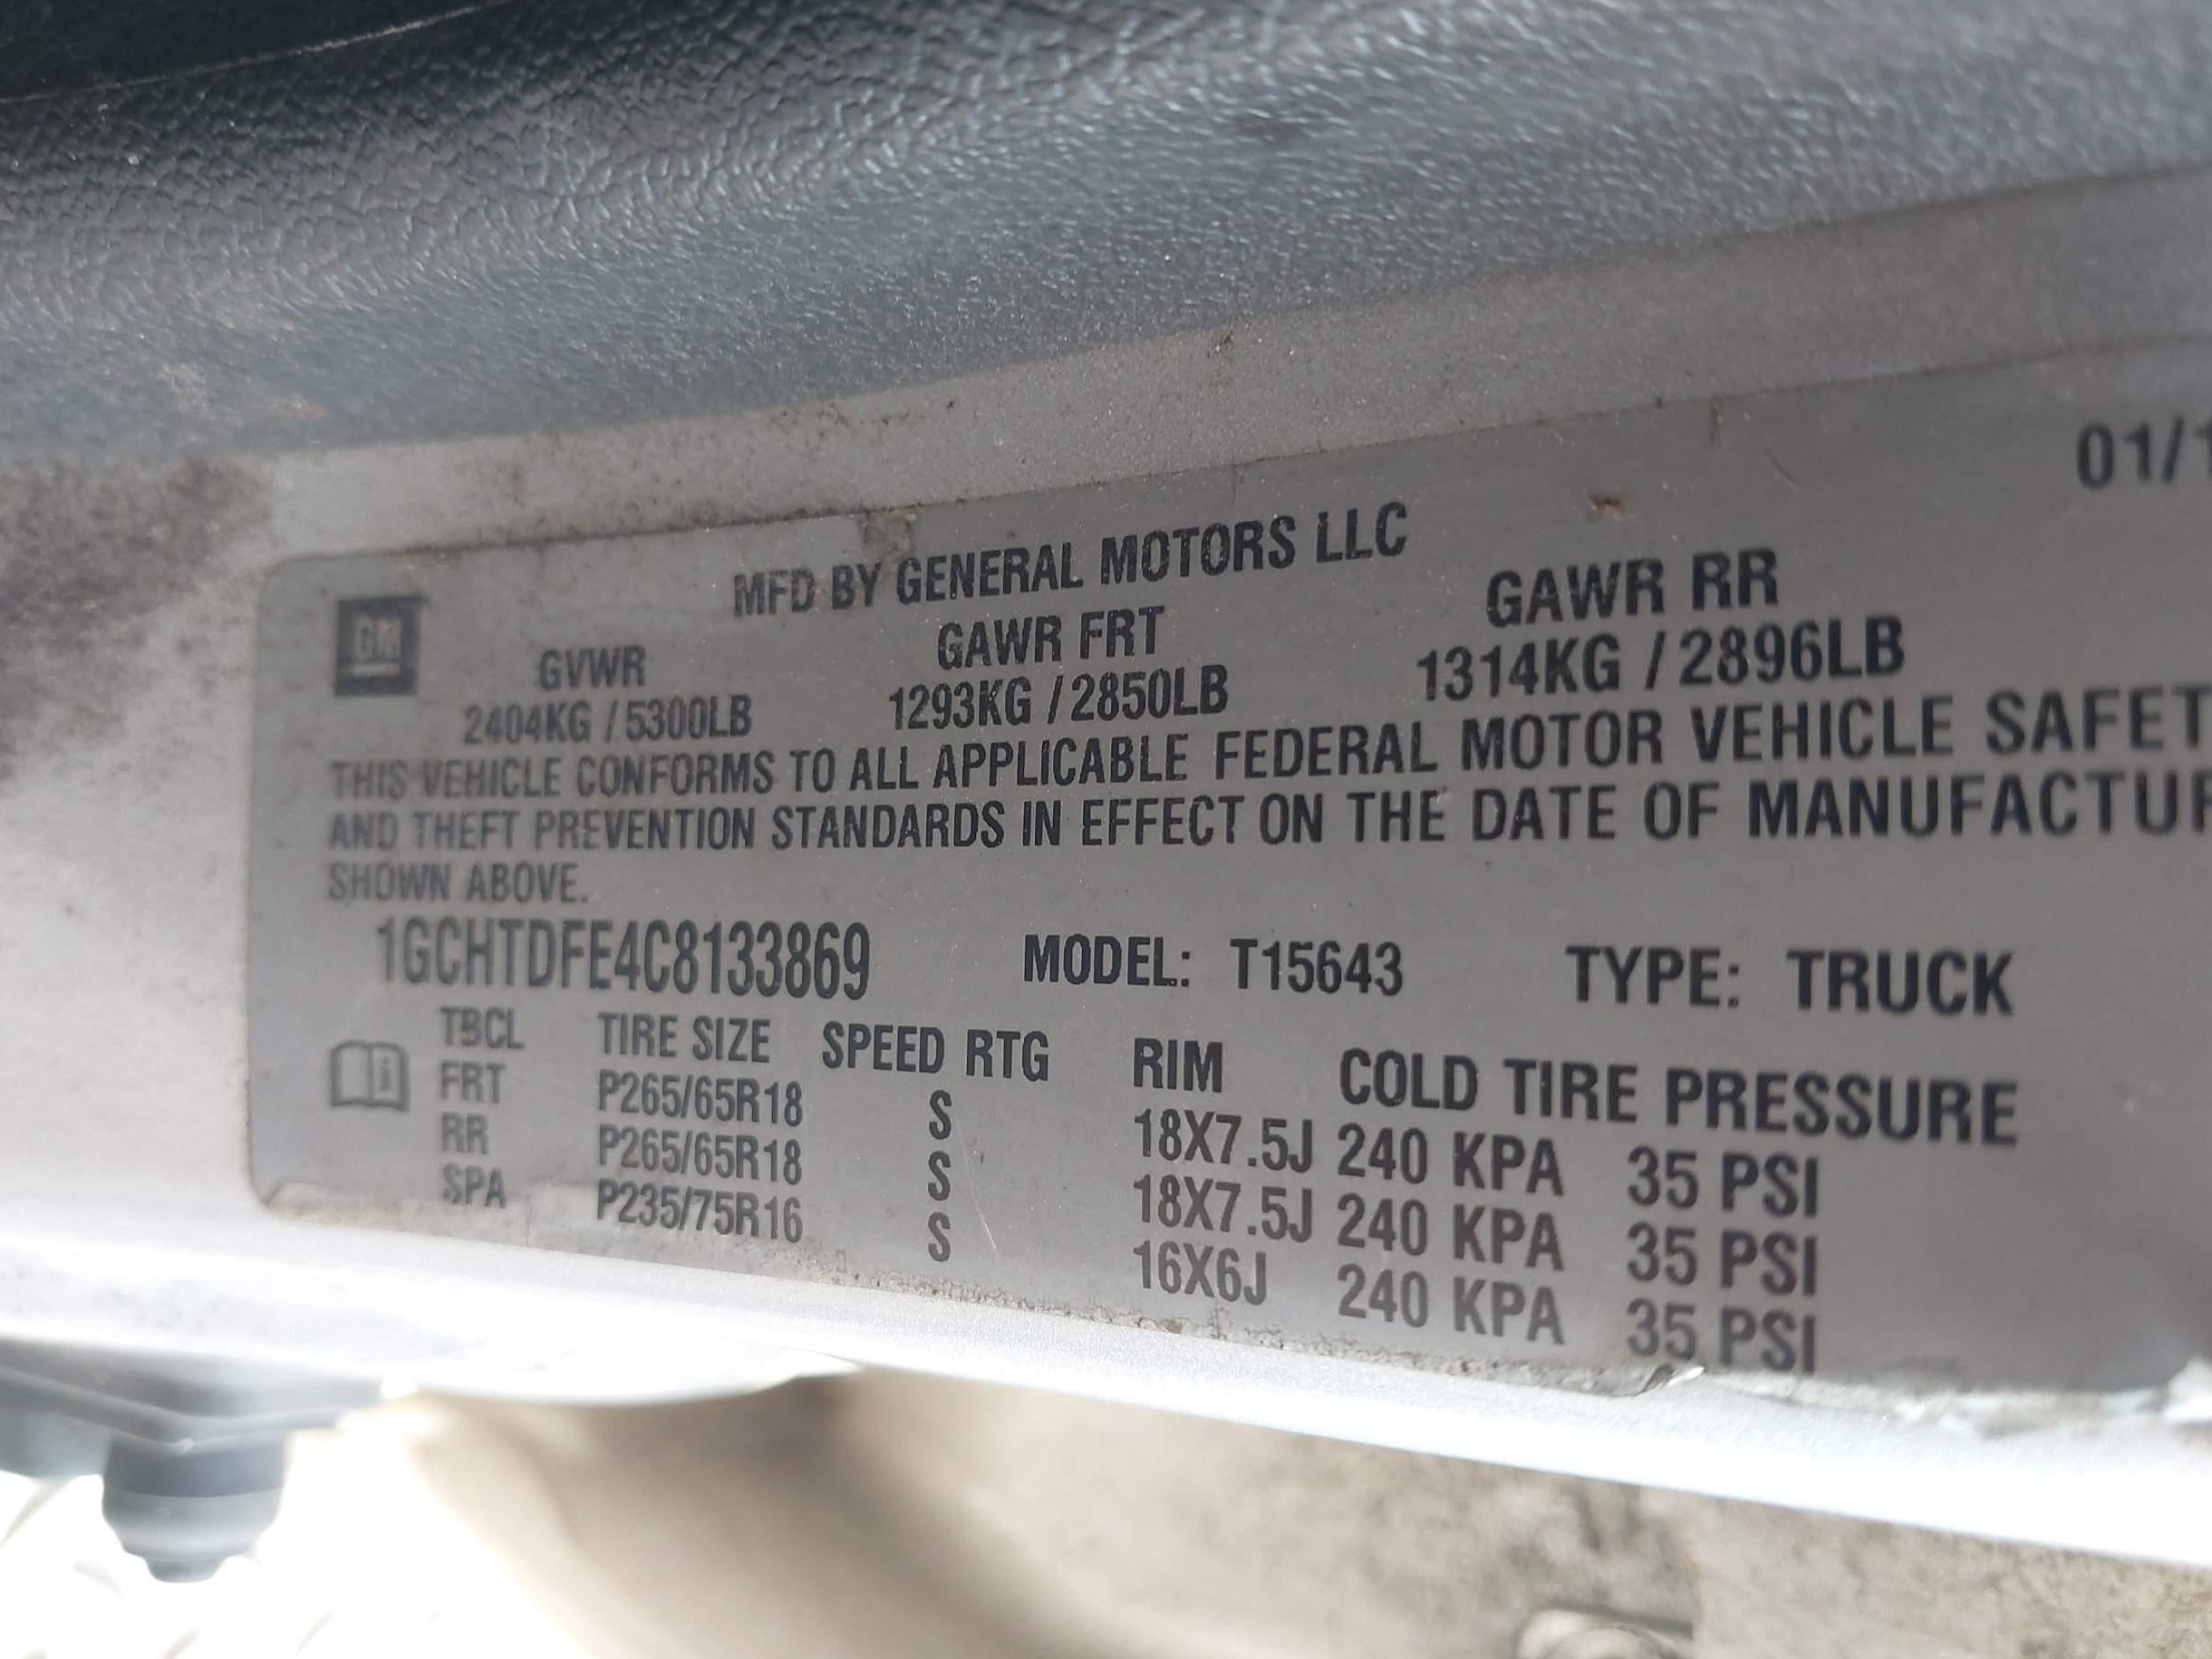 01/1
MFD BY GENERAL MOTORS LLC
GM
GVWR GAWR FRT GAWR RR
2404KG / 5300LB 1293KG / 2850LB 1314KG / 2896LB
THIS VEHICLE CONFORMS TO ALL APPLICABLE FEDERAL MOTOR VEHICLE SAFET
AND THEFT PREVENTION STANDARDS IN EFFECT ON THE DATE OF MANUFACTUR
SHOWN ABOVE.
1GCHTDFE4C8133869 MODEL: T15643 TYPE: TRUCK
TBCL TIRE SIZE SPEED RTG RIM COLD TIRE PRESSURE
FRT P265/65R18 S 18X7.5J 240 KPA 35 PSI
RR P265/65R18 S 18X7.5J 240 KPA 35 PSI
SPA P235/75R16 S 16X6J 240 KPA 35 PSI